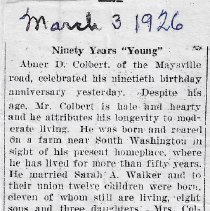 March 3 1926
Ninety Years "Young"
Abner D. Colbert, of the Maysville
road, celebrated his ninetieth birthday
anniversary yesterday. Despite his
age, Mr. Colbert is hale and hearty
and he attributes his longevity to mod-
erate living. He was born and reared
on a farm near South Washington in
sight of his present homeplace, where
he has lived for more than fifty years.
He married Sarah A. Walker and to
their union twelve children were born,
eleven of whom are living, eight
sons and three daughters. Mrs. Col-